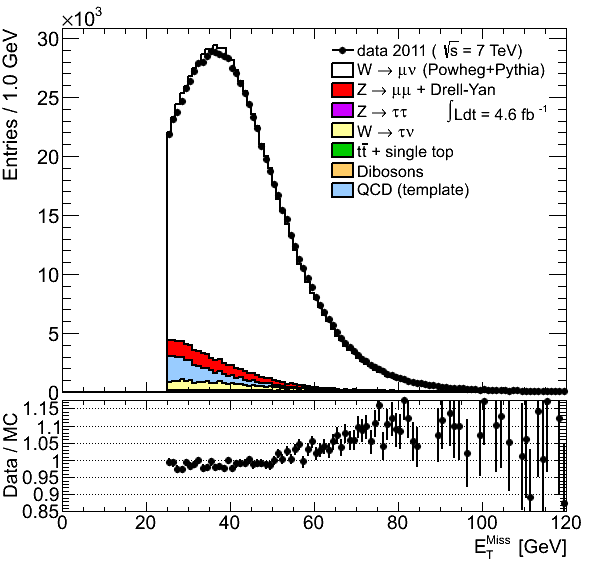 ×10³
Entries / 1.0 GeV
30
25
20
15
10
5
0
data 2011 ( √s = 7 TeV)
W → μν (Powheg+Pythia)
Z → μμ + Drell-Yan
Z → ττ
∫Ldt = 4.6 fb⁻¹
W → τν
tt̄ + single top
Dibosons
QCD (template)
Data / MC
1.15
1.1
1.05
1
0.95
0.9
0.85
0 20 40 60 80 100 120
E_T^Miss [GeV]